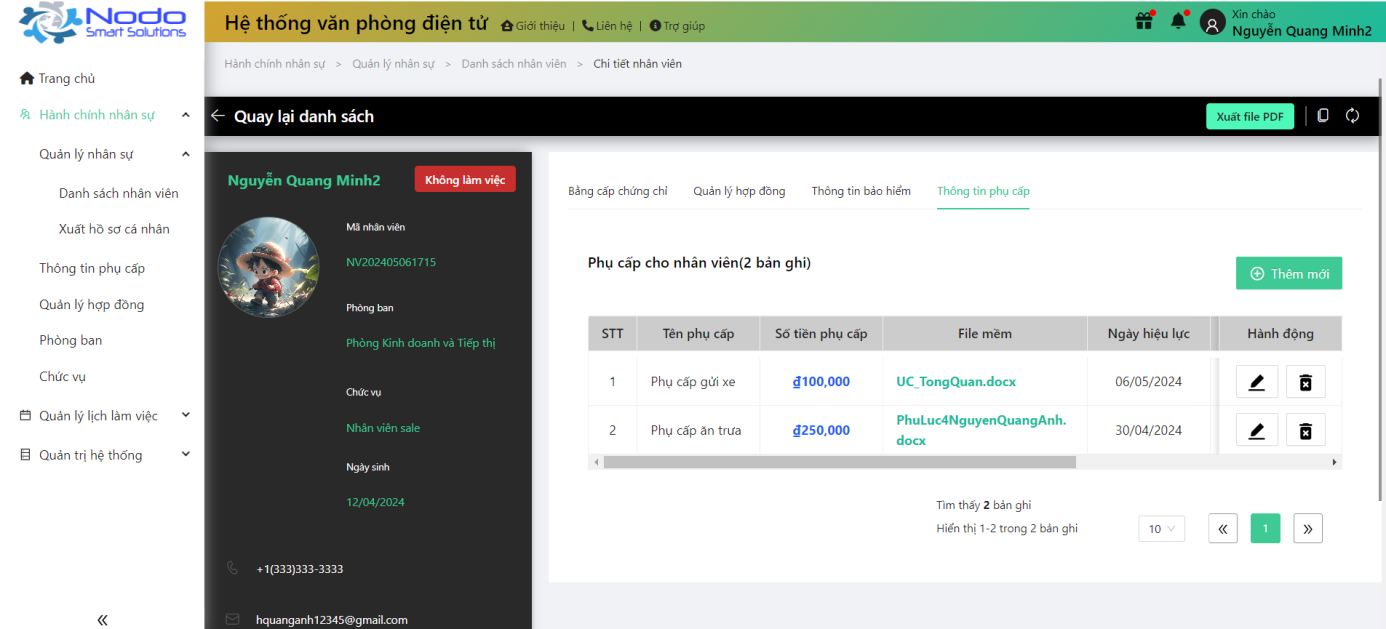 Nodo
Smart Solutions
Hệ thống văn phòng điện tử Giới thiệu | Liên hệ | Trợ giúp
Xin chào
Nguyễn Quang Minh2
Trang chủ
Hành chính nhân sự
Quản lý nhân sự
Danh sách nhân viên
Xuất hồ sơ cá nhân
Thông tin phụ cấp
Quản lý hợp đồng
Phòng ban
Chức vụ
Quản lý lịch làm việc
Quản trị hệ thống
«
Hành chính nhân sự > Quản lý nhân sự > Danh sách nhân viên > Chi tiết nhân viên
← Quay lại danh sách
Xuất file PDF
Nguyễn Quang Minh2
Không làm việc
Mã nhân viên
NV202405061715
Phòng ban
Phòng Kinh doanh và Tiếp thị
Chức vụ
Nhân viên sale
Ngày sinh
12/04/2024
+1(333)333-3333
hquanganh12345@gmail.com
Bằng cấp chứng chỉ Quản lý hợp đồng Thông tin bảo hiểm Thông tin phụ cấp
Phụ cấp cho nhân viên(2 bản ghi)
Thêm mới
STT Tên phụ cấp Số tiền phụ cấp File mềm Ngày hiệu lực Hành động
1 Phụ cấp gửi xe ₫100,000 UC_TongQuan.docx 06/05/2024
2 Phụ cấp ăn trưa ₫250,000 PhuLuc4NguyenQuangAnh.
docx 30/04/2024
Tìm thấy 2 bản ghi
Hiển thị 1-2 trong 2 bản ghi
10 « 1 »